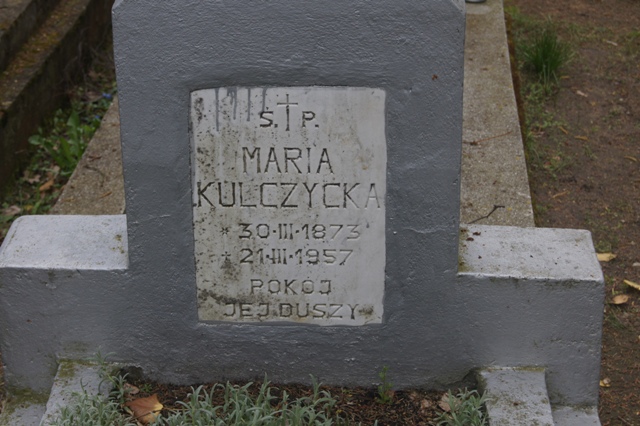 Ś.†P.
MARIA
KULCZYCKA
* 30·III·1873
† 21·III·1957
POKÓJ
JEJ DUSZY